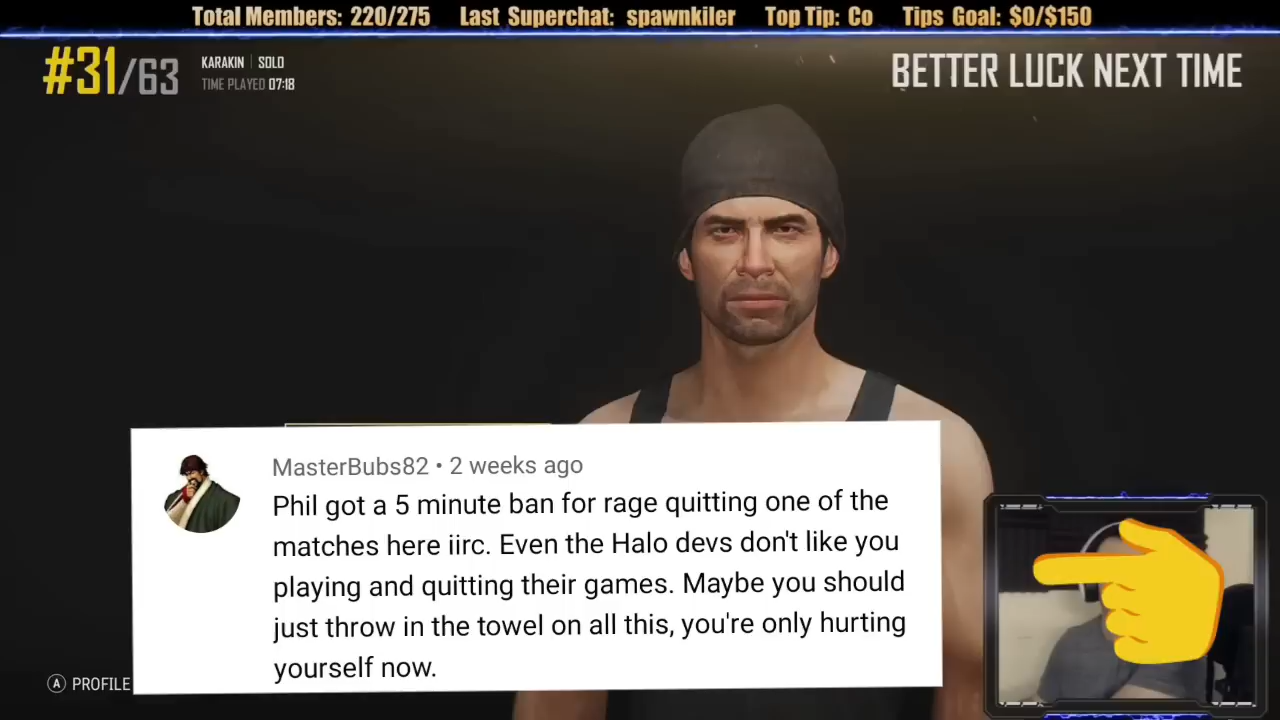 Total Members: 220/275 Last Superchat: spawnkiler Top Tip: Co Tips Goal: $0/$150
#31/63 KARAKIN | SOLO
TIME PLAYED 07:18
BETTER LUCK NEXT TIME
MasterBubs82 • 2 weeks ago
Phil got a 5 minute ban for rage quitting one of the
matches here iirc. Even the Halo devs don't like you
playing and quitting their games. Maybe you should
just throw in the towel on all this, you're only hurting
yourself now.
A PROFILE